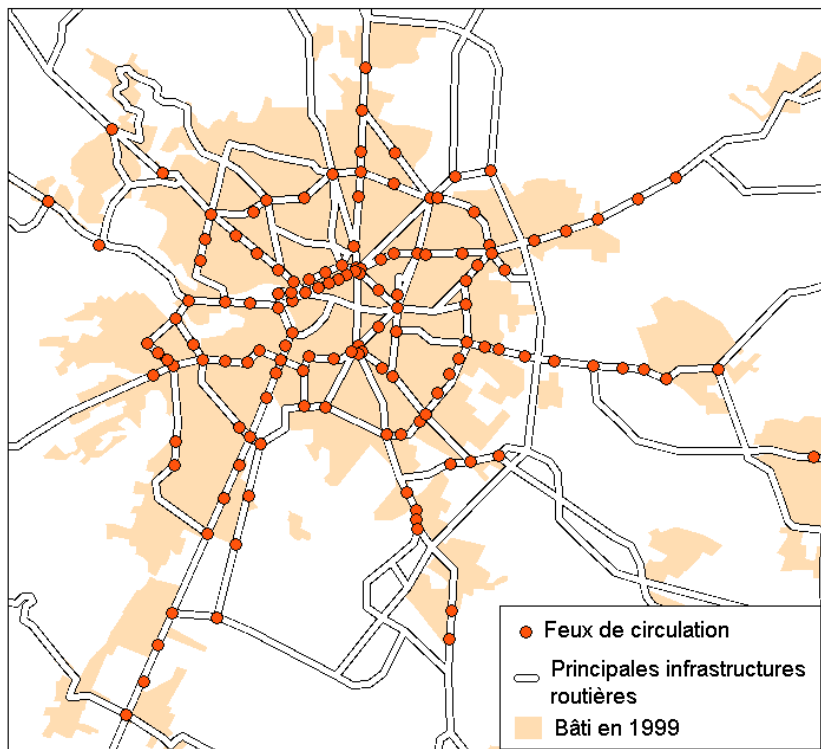 Feux de circulation
Principales infrastructures
routières
Bâti en 1999